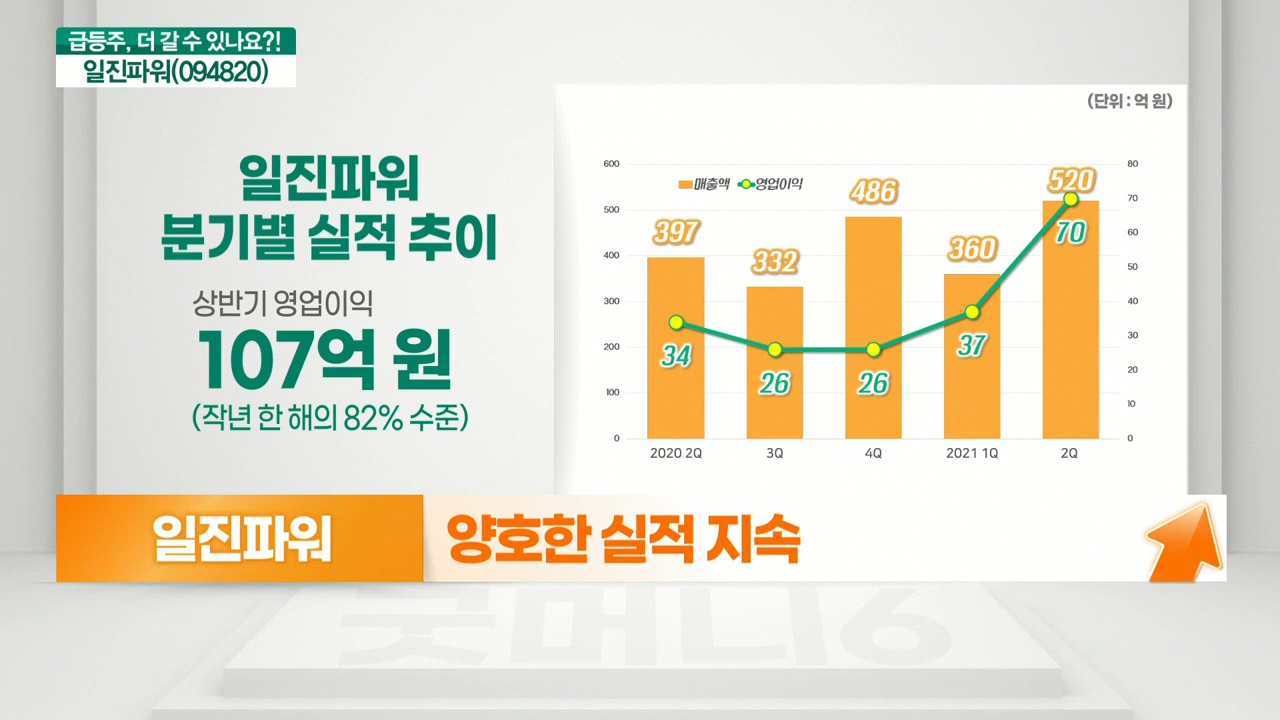 급등주, 더 갈 수 있나요?!
일진파워(094820)
일진파워
분기별 실적 추이
상반기 영업이익
107억 원
(작년 한 해의 82% 수준)
(단위 : 억 원)
매출액 영업이익
600 500 400 300 200 100 0
80 70 60 50 40 30 20 10 0
397 332 486 360 520
34 26 26 37 70
2020 2Q 3Q 4Q 2021 1Q 2Q
일진파워 양호한 실적 지속
굿머니6